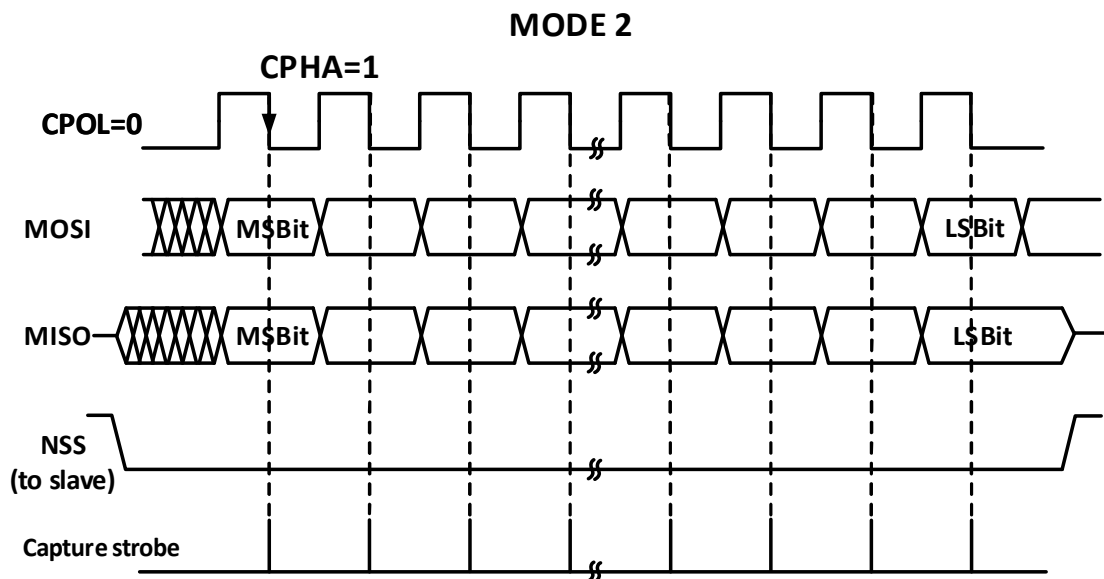 MODE 2
CPHA=1
CPOL=0
MOSI
MSBit
LSBit
MISO
MSBit
LSBit
NSS
(to slave)
Capture strobe